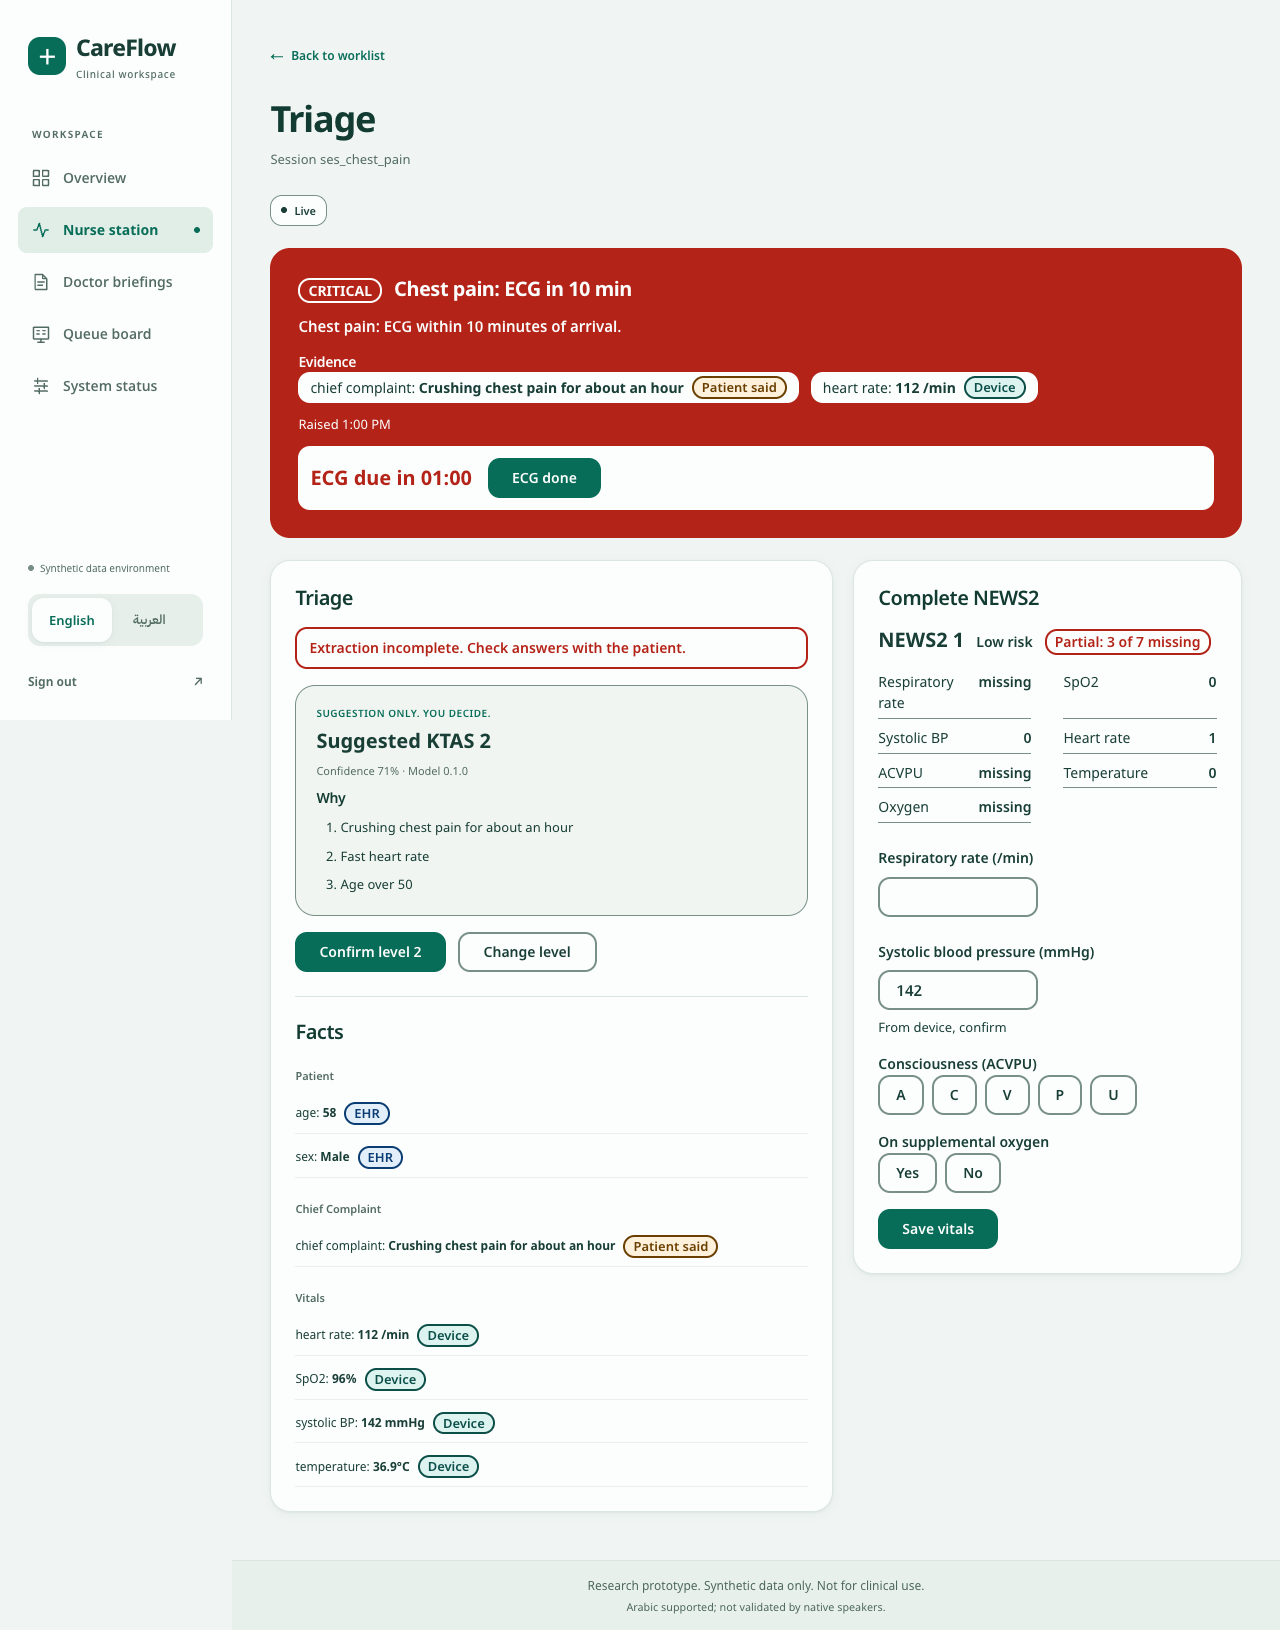 CareFlow
Clinical workspace
WORKSPACE
Overview
Nurse station
Doctor briefings
Queue board
System status
Synthetic data environment
English
العربية
Sign out
← Back to worklist
Triage
Session ses_chest_pain
Live
CRITICAL Chest pain: ECG in 10 min
Chest pain: ECG within 10 minutes of arrival.
Evidence
chief complaint: Crushing chest pain for about an hour Patient said heart rate: 112 /min Device
Raised 1:00 PM
ECG due in 01:00 ECG done
Triage
Extraction incomplete. Check answers with the patient.
SUGGESTION ONLY. YOU DECIDE.
Suggested KTAS 2
Confidence 71% · Model 0.1.0
Why
1. Crushing chest pain for about an hour
2. Fast heart rate
3. Age over 50
Confirm level 2 Change level
Facts
Patient
age: 58 EHR
sex: Male EHR
Chief Complaint
chief complaint: Crushing chest pain for about an hour Patient said
Vitals
heart rate: 112 /min Device
SpO2: 96% Device
systolic BP: 142 mmHg Device
temperature: 36.9°C Device
Complete NEWS2
NEWS2 1 Low risk Partial: 3 of 7 missing
Respiratory rate missing SpO2 0
Systolic BP 0 Heart rate 1
ACVPU missing Temperature 0
Oxygen missing
Respiratory rate (/min)
Systolic blood pressure (mmHg)
142
From device, confirm
Consciousness (ACVPU)
A C V P U
On supplemental oxygen
Yes No
Save vitals
Research prototype. Synthetic data only. Not for clinical use.
Arabic supported; not validated by native speakers.